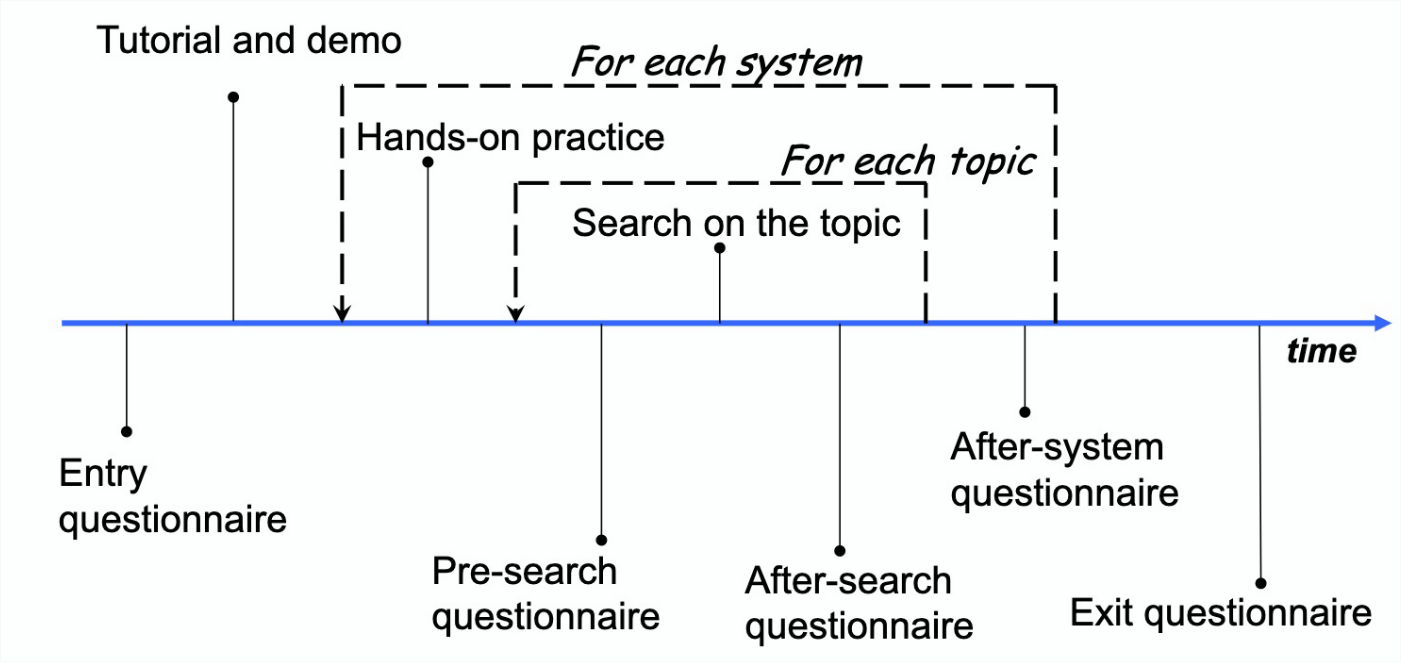 Tutorial and demo
For each system
Hands-on practice
For each topic
Search on the topic
time
Entry
questionnaire
After-system
questionnaire
Pre-search
questionnaire
After-search
questionnaire
Exit questionnaire